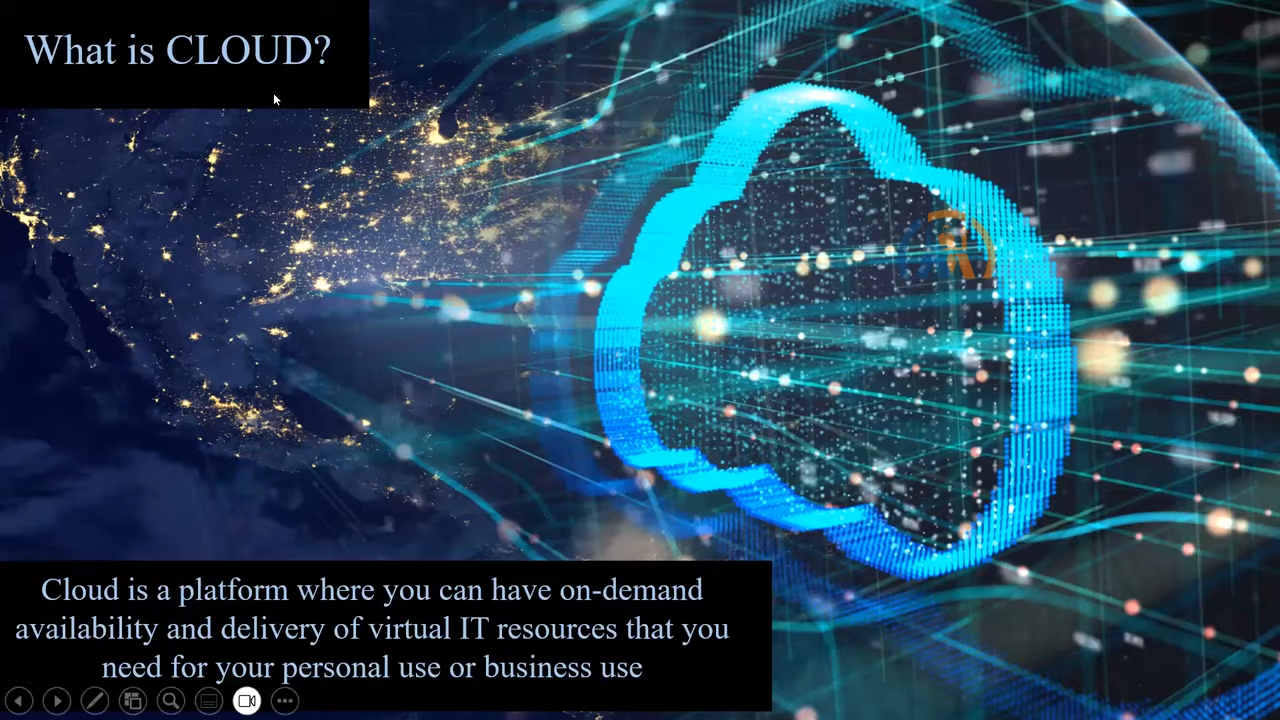 What is CLOUD?
Cloud is a platform where you can have on-demand
availability and delivery of virtual IT resources that you
need for your personal use or business use